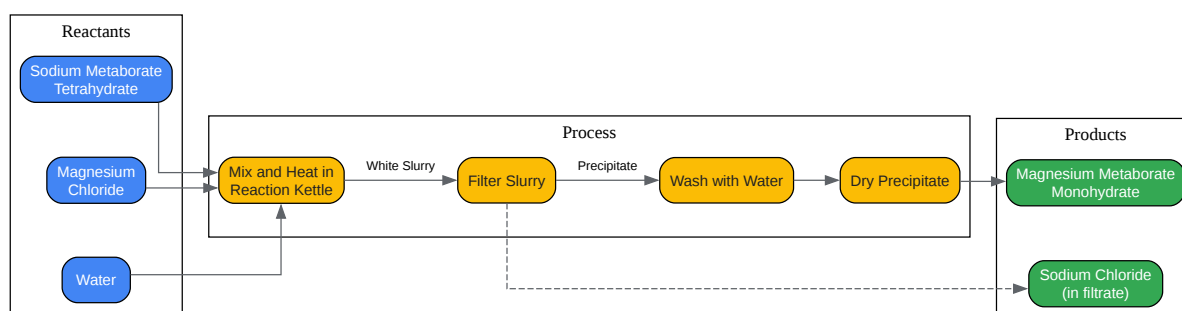 Reactants
Sodium Metaborate
Tetrahydrate
Magnesium
Chloride
Water
Process
Mix and Heat in
Reaction Kettle
White Slurry
Filter Slurry
Precipitate
Wash with Water
Dry Precipitate
Products
Magnesium Metaborate
Monohydrate
Sodium Chloride
(in filtrate)